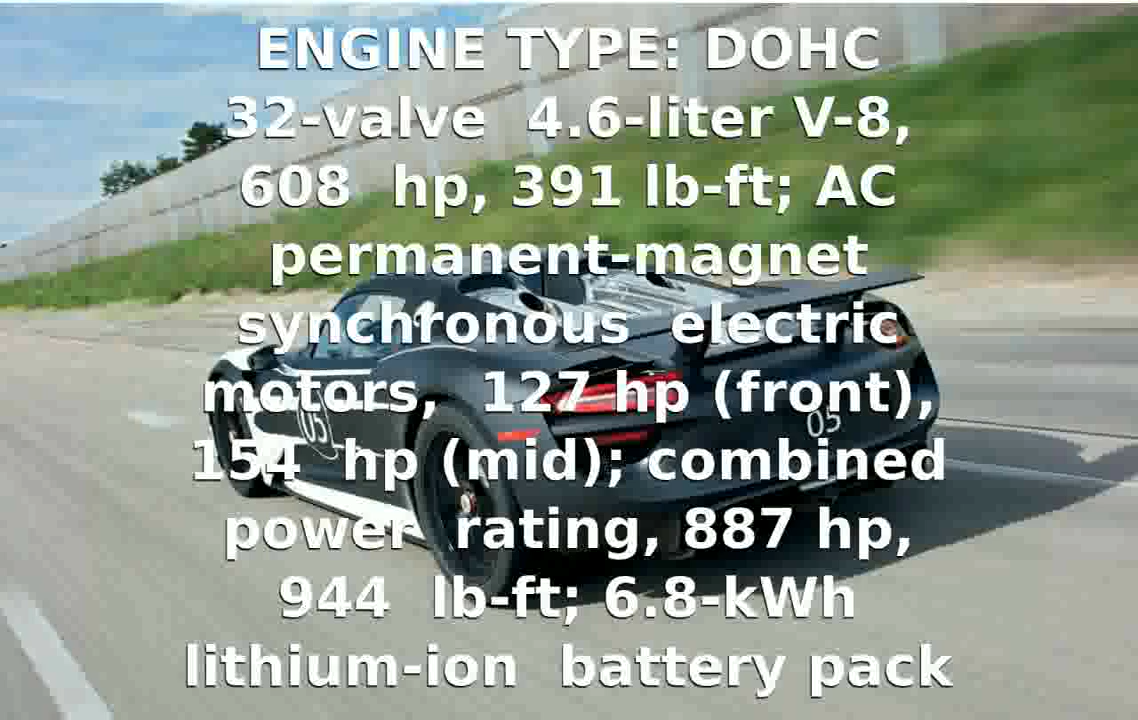 ENGINE TYPE: DOHC
32-valve 4.6-liter V-8,
608 hp, 391 lb-ft; AC
permanent-magnet
synchronous electric
motors, 127 hp (front),
154 hp (mid); combined
power rating, 887 hp,
944 lb-ft; 6.8-kWh
lithium-ion battery pack
05
05